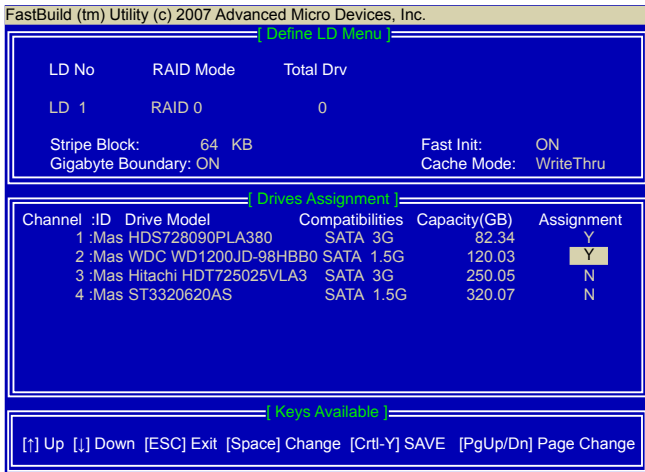 FastBuild (tm) Utility (c) 2007 Advanced Micro Devices, Inc.
[ Define LD Menu ]
LD No RAID Mode Total Drv
LD 1 RAID 0 0
Stripe Block: 64 KB Fast Init: ON
Gigabyte Boundary: ON Cache Mode: WriteThru
[ Drives Assignment ]
Channel :ID Drive Model Compatibilities Capacity(GB) Assignment
1 :Mas HDS728090PLA380 SATA 3G 82.34 Y
2 :Mas WDC WD1200JD-98HBB0 SATA 1.5G 120.03 Y
3 :Mas Hitachi HDT725025VLA3 SATA 3G 250.05 N
4 :Mas ST3320620AS SATA 1.5G 320.07 N
[ Keys Available ]
[↑] Up [↓] Down [ESC] Exit [Space] Change [Crtl-Y] SAVE [PgUp/Dn] Page Change